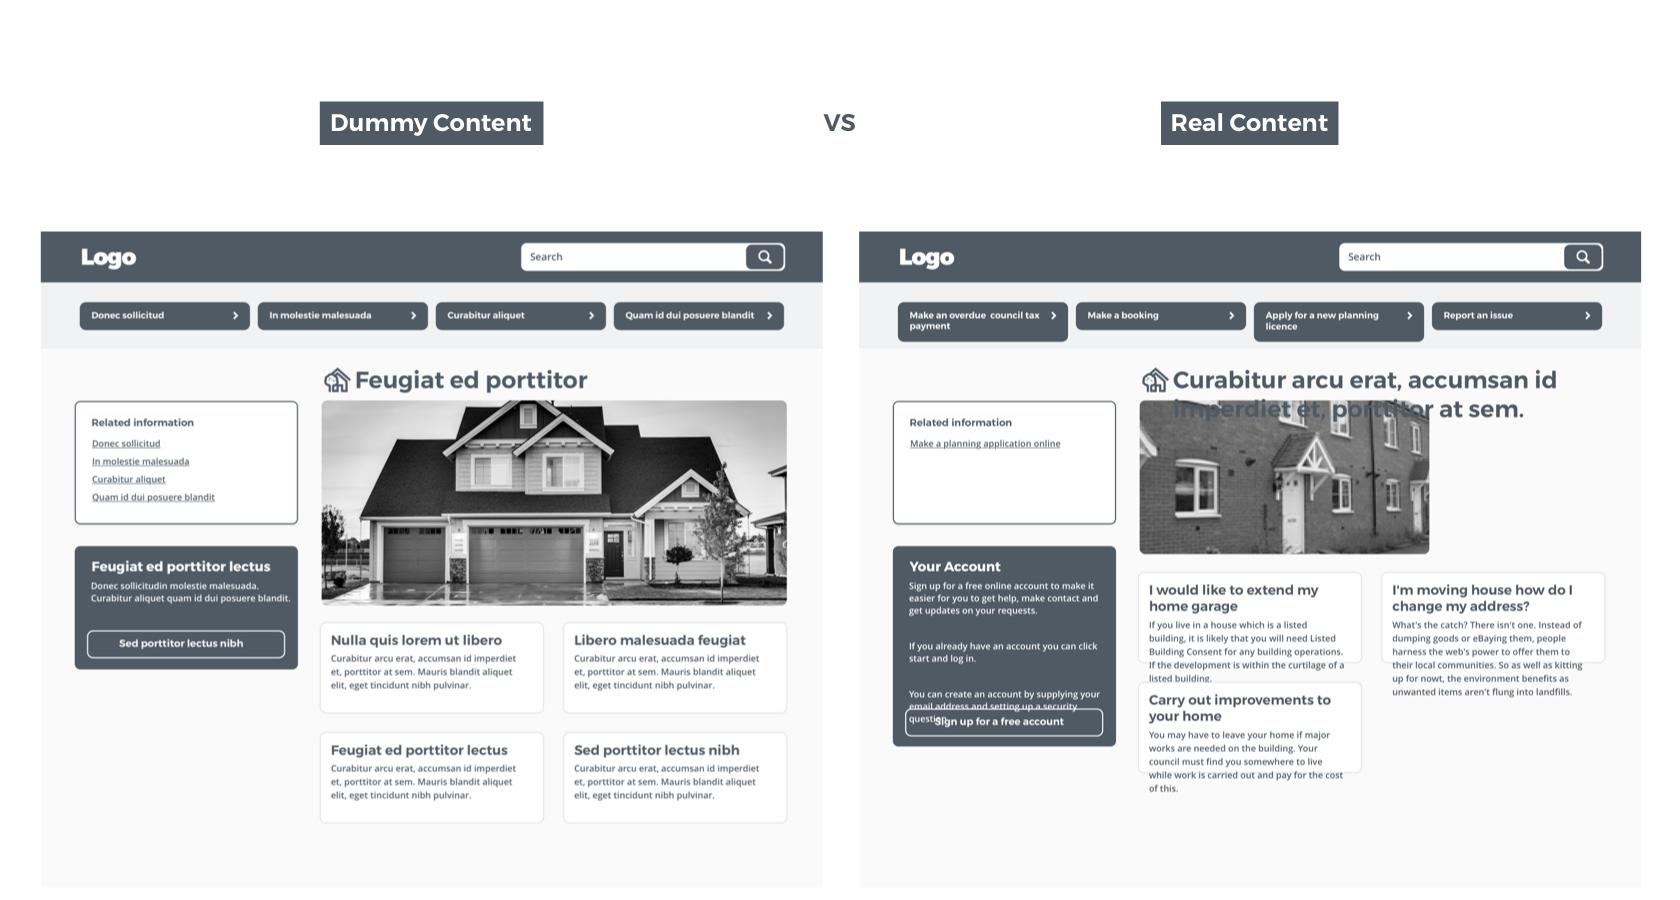 Dummy Content
VS
Real Content
Logo
Search
Donec sollicitud
In molestie malesuada
Curabitur aliquet
Quam id dui posuere blandit
Feugiat ed porttitor
Related information
Donec sollicitud
In molestie malesuada
Curabitur aliquet
Quam id dui posuere blandit
Feugiat ed porttitor lectus
Donec sollicitudin molestie malesuada.
Curabitur aliquet quam id dui posuere blandit.
Sed porttitor lectus nibh
Nulla quis lorem ut libero
Curabitur arcu erat, accumsan id imperdiet
et, porttitor at sem. Mauris blandit aliquet
elit, eget tincidunt nibh pulvinar.
Libero malesuada feugiat
Curabitur arcu erat, accumsan id imperdiet
et, porttitor at sem. Mauris blandit aliquet
elit, eget tincidunt nibh pulvinar.
Feugiat ed porttitor lectus
Curabitur arcu erat, accumsan id imperdiet
et, porttitor at sem. Mauris blandit aliquet
elit, eget tincidunt nibh pulvinar.
Sed porttitor lectus nibh
Curabitur arcu erat, accumsan id imperdiet
et, porttitor at sem. Mauris blandit aliquet
elit, eget tincidunt nibh pulvinar.
Logo
Search
Make an overdue council tax
payment
Make a booking
Apply for a new planning
licence
Report an issue
Curabitur arcu erat, accumsan id
imperdiet et, porttitor at sem.
Related information
Make a planning application online
Your Account
Sign up for a free online account to make it
easier for you to get help, make contact and
get updates on your requests.
If you already have an account you can click
start and log in.
You can create an account by supplying your
email address and setting up a security
question.
Sign up for a free account
I would like to extend my
home garage
If you live in a house which is a listed
building, it is likely that you will need Listed
Building Consent for any building operations.
If the development is within the curtilage of a
listed building.
I'm moving house how do I
change my address?
What's the catch? There isn't one. Instead of
dumping goods or eBaying them, people
harness the web's power to offer them to
their local communities. So as well as kitting
up for nowt, the environment benefits as
unwanted items aren't flung into landfills.
Carry out improvements to
your home
You may have to leave your home if major
works are needed on the building. Your
council must find you somewhere to live
while work is carried out and pay for the cost
of this.